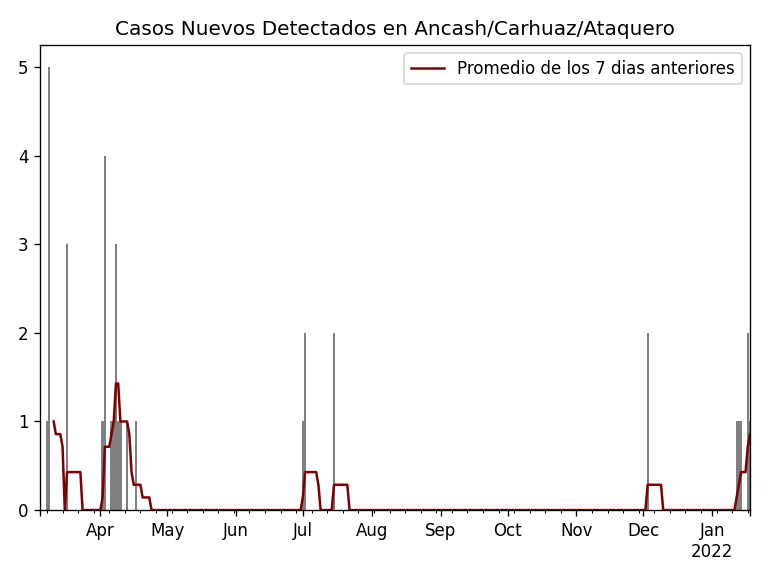 Casos Nuevos Detectados en Ancash/Carhuaz/Ataquero
Promedio de los 7 dias anteriores
5
4
3
2
1
0
Apr May Jun Jul Aug Sep Oct Nov Dec Jan
2022